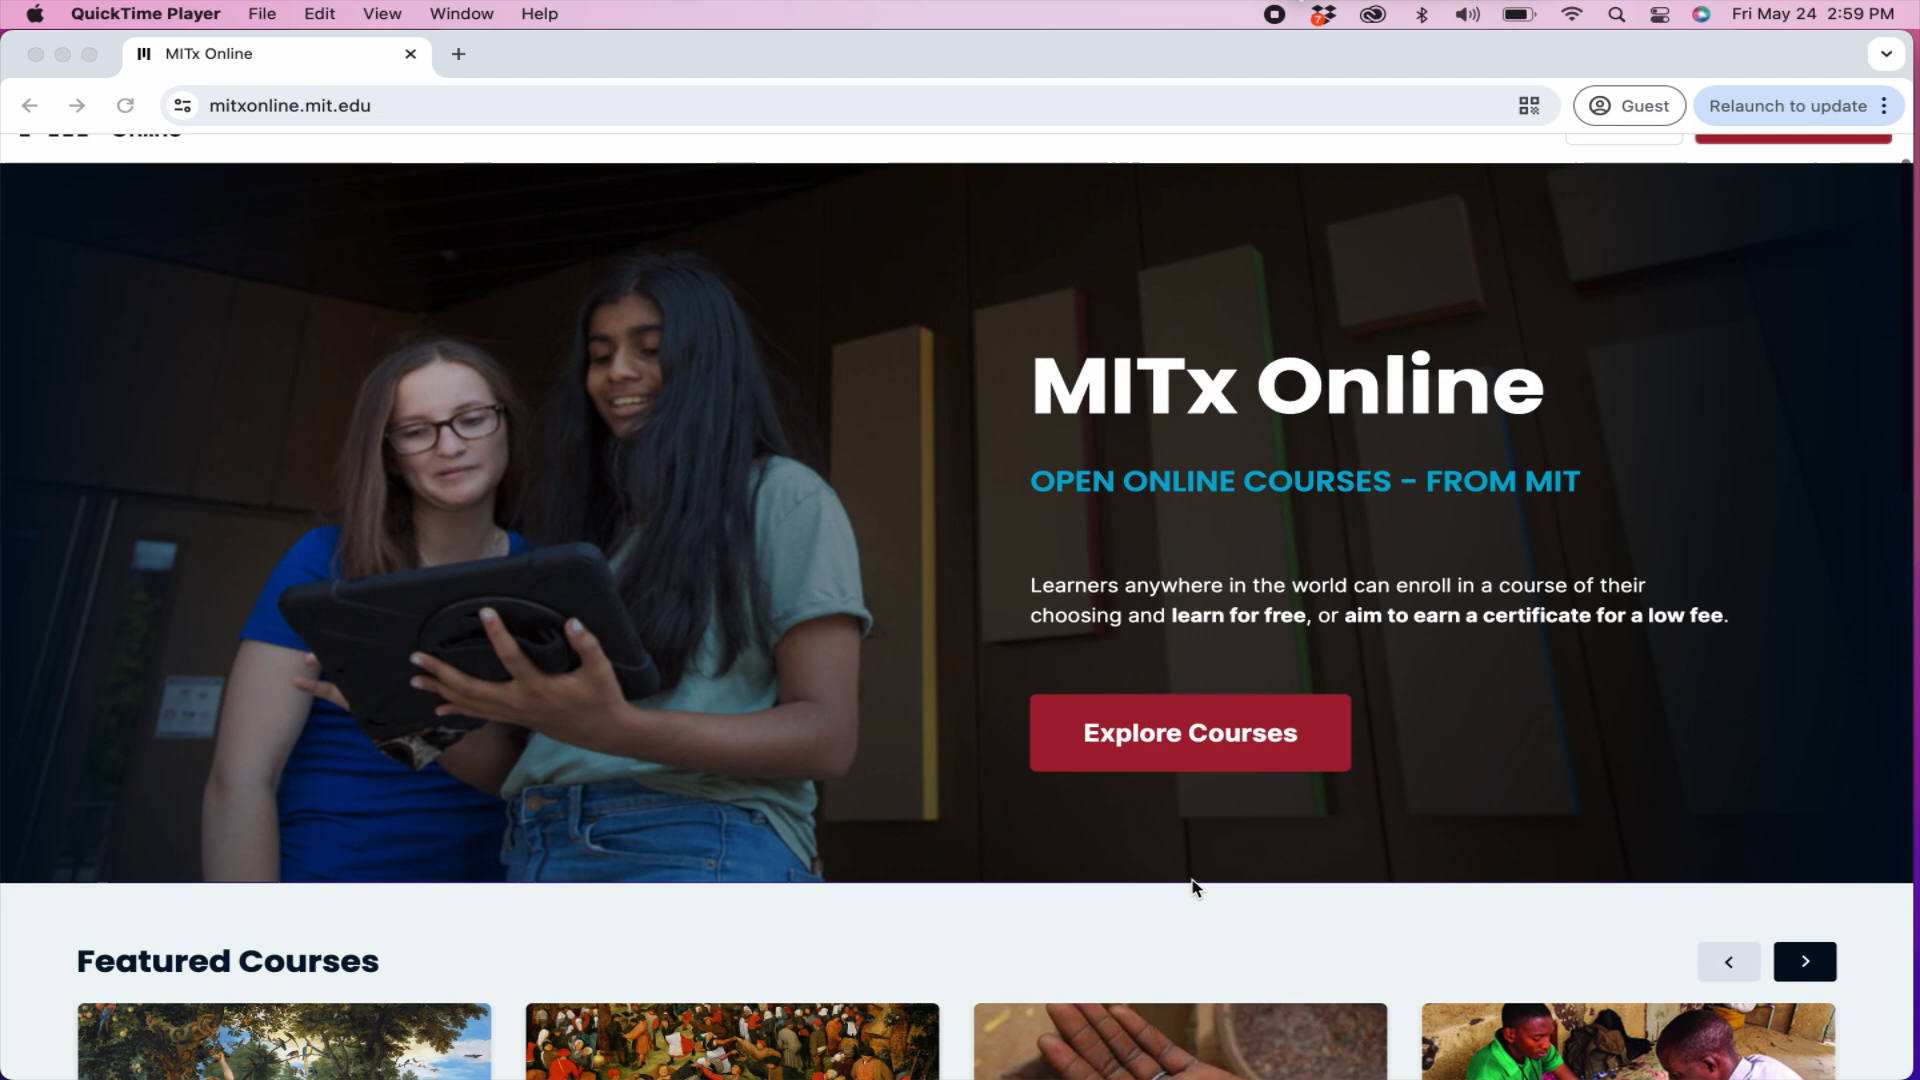 QuickTime Player File Edit View Window Help
7
Fri May 24 2:59 PM
MITx Online
mitxonline.mit.edu
Guest
Relaunch to update
MITx Online
OPEN ONLINE COURSES - FROM MIT
Learners anywhere in the world can enroll in a course of their
choosing and learn for free, or aim to earn a certificate for a low fee.
Explore Courses
Featured Courses